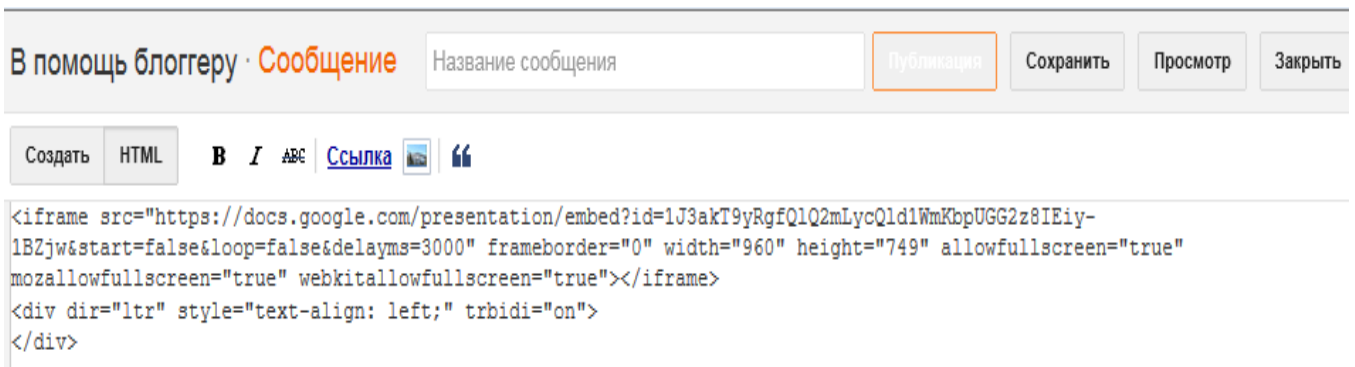 В помощь блоггеру · Сообщение Название сообщения Публикация Сохранить Просмотр Закрыть
Создать HTML B I ABC Ссылка “
<iframe src="https://docs.google.com/presentation/embed?id=1J3akT9yRgfQlQ2mLycQld1WmKbpUGG2z8IEiy-
1BZjw&start=false&loop=false&delayms=3000" frameborder="0" width="960" height="749" allowfullscreen="true"
mozallowfullscreen="true" webkitallowfullscreen="true"></iframe>
<div dir="ltr" style="text-align: left;" trbidi="on">
</div>